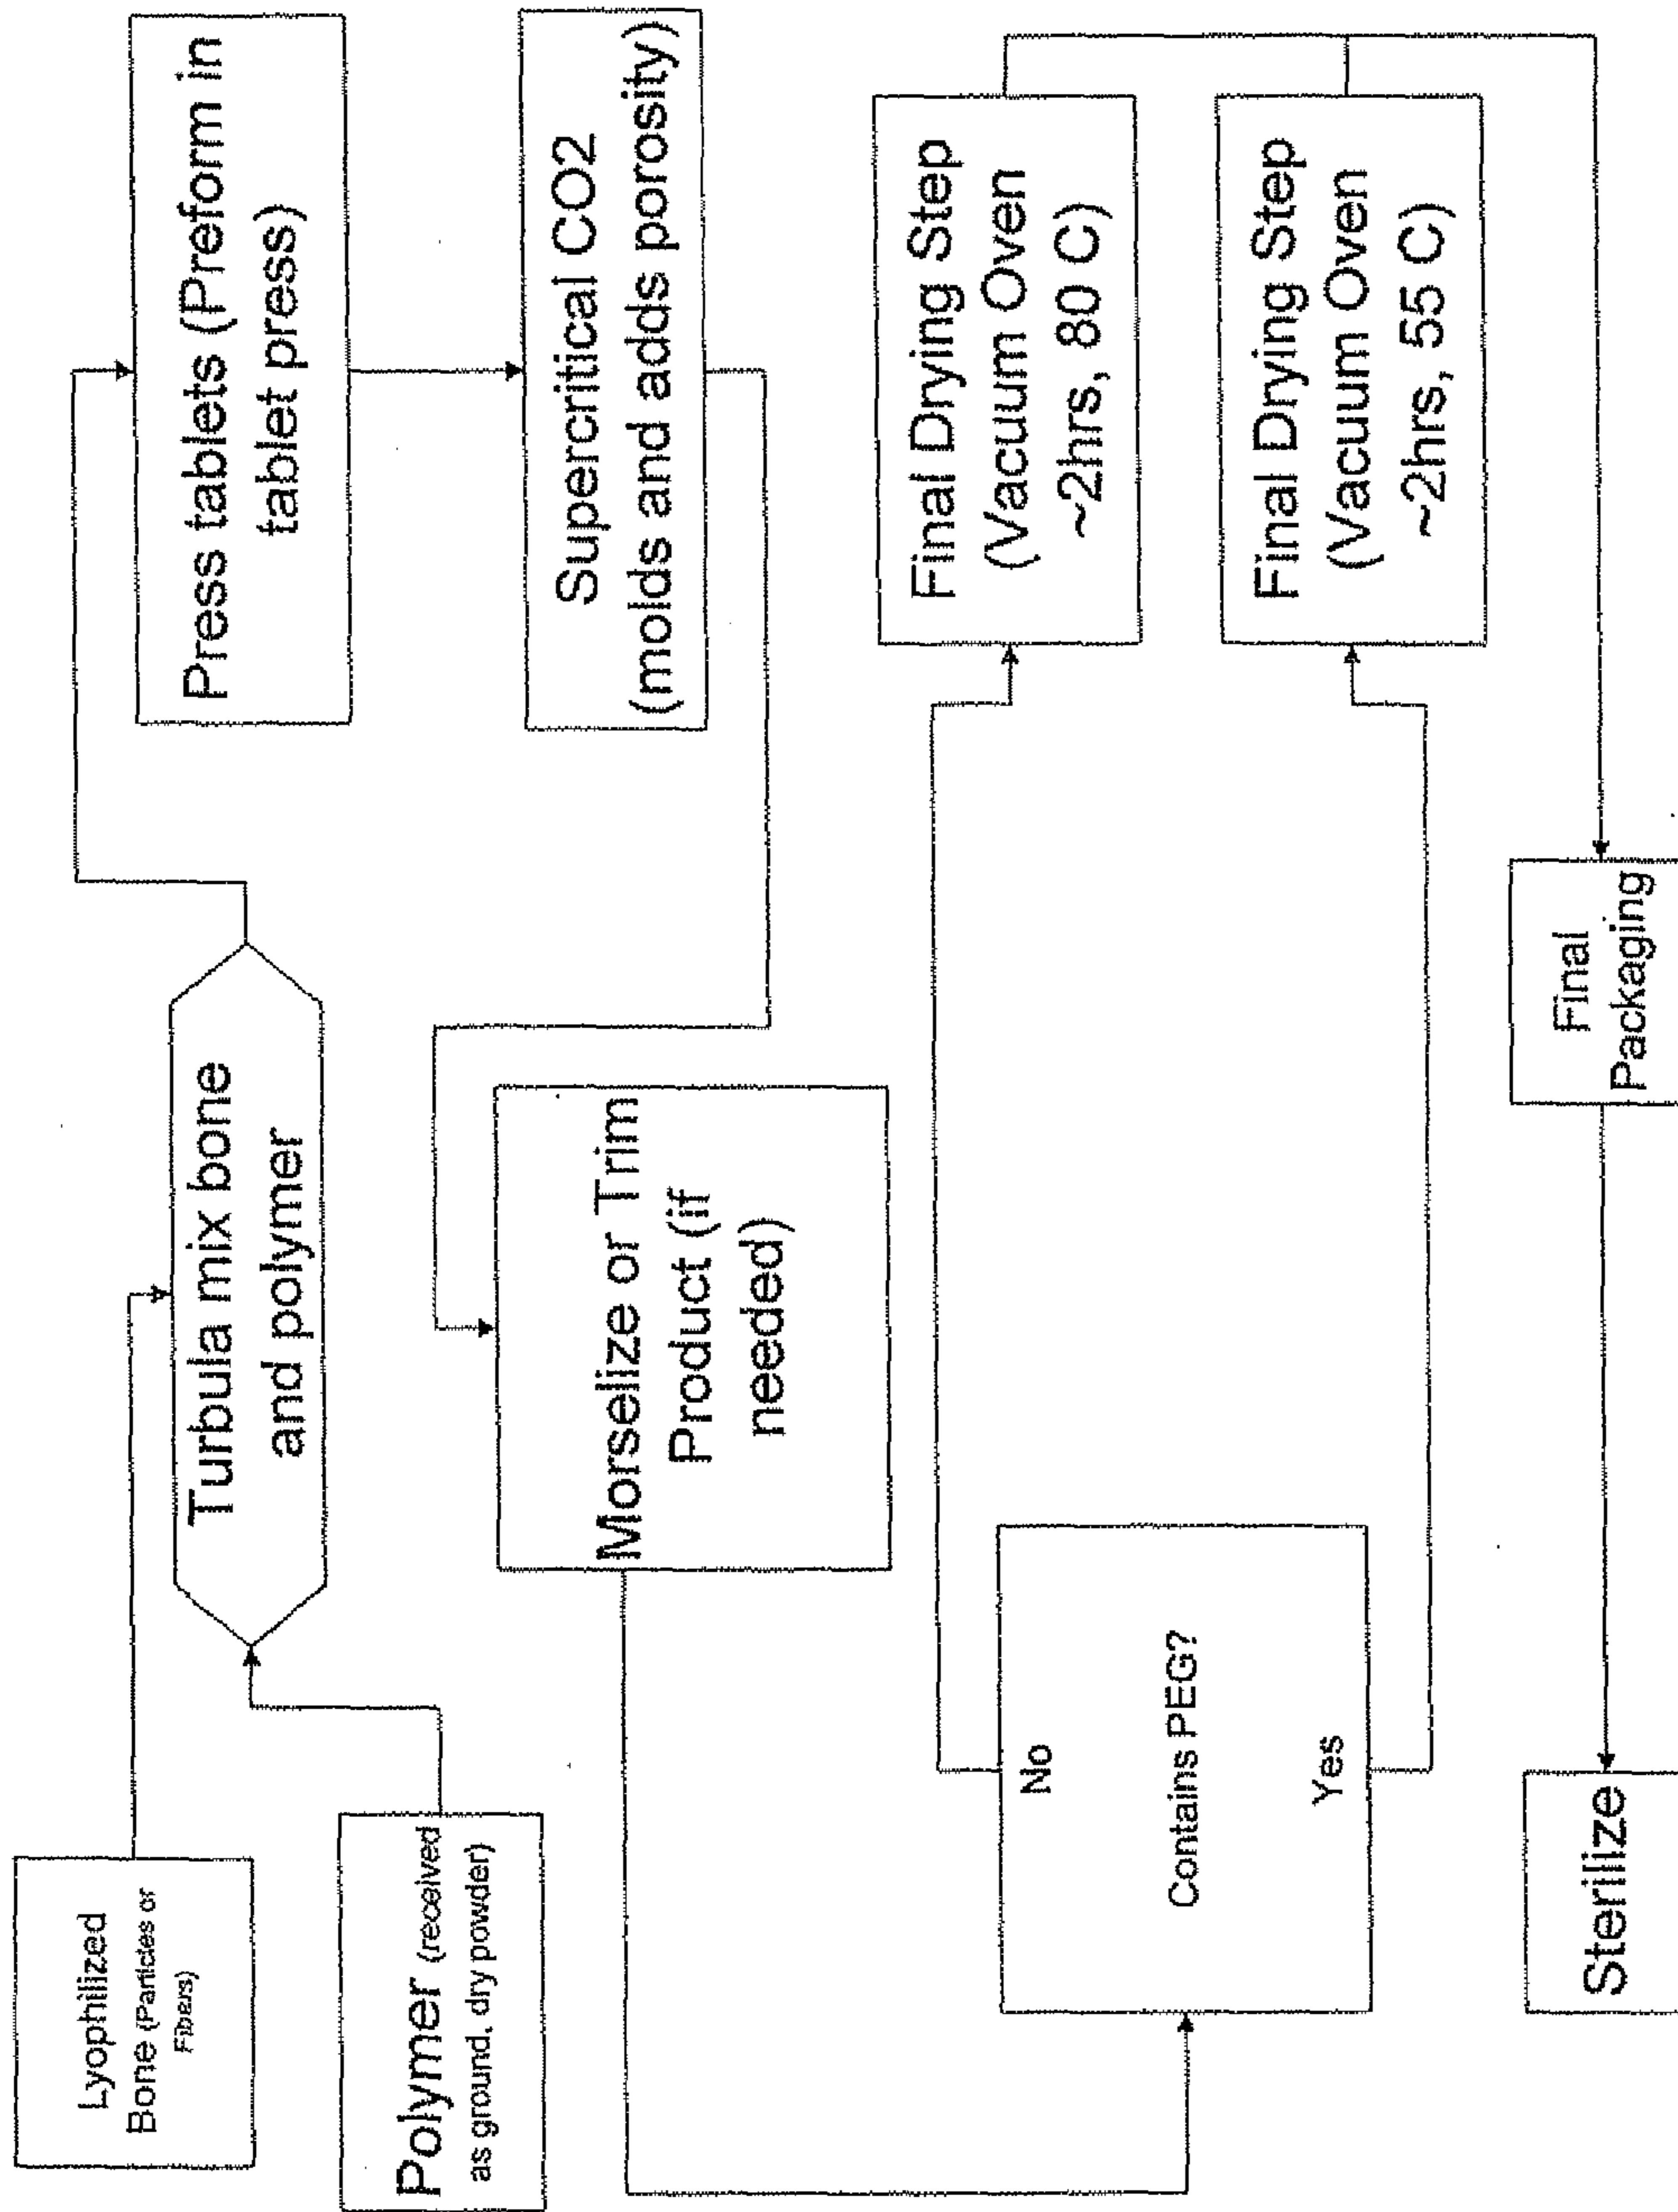 Lyophilized
Bone (Particles or
Fibers)
Polymer (received
as ground, dry powder)
Turbula mix bone
and polymer
Press tablets (Preform in
tablet press)
Supercritical CO2
(molds and adds porosity)
Morselize or Trim
Product (if
needed)
Contains PEG?
No
Yes
Final Drying Step
(Vacuum Oven
~2hrs, 80 C)
Final Drying Step
(Vacuum Oven
~2hrs, 55 C)
Final
Packaging
Sterilize